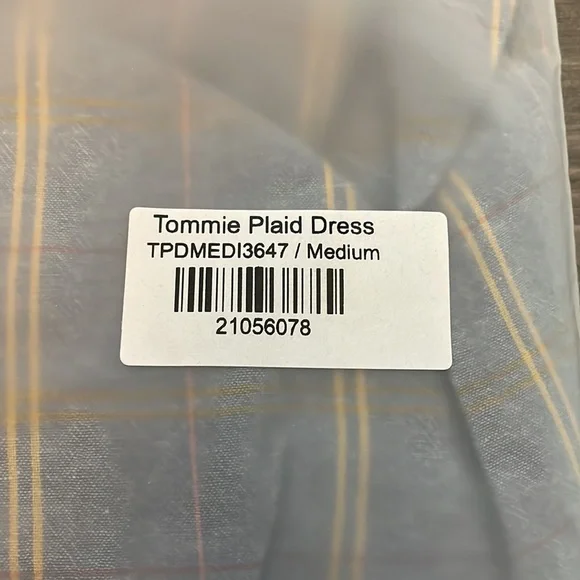 Tommie Plaid Dress
TPDMEDI3647 / Medium
21056078